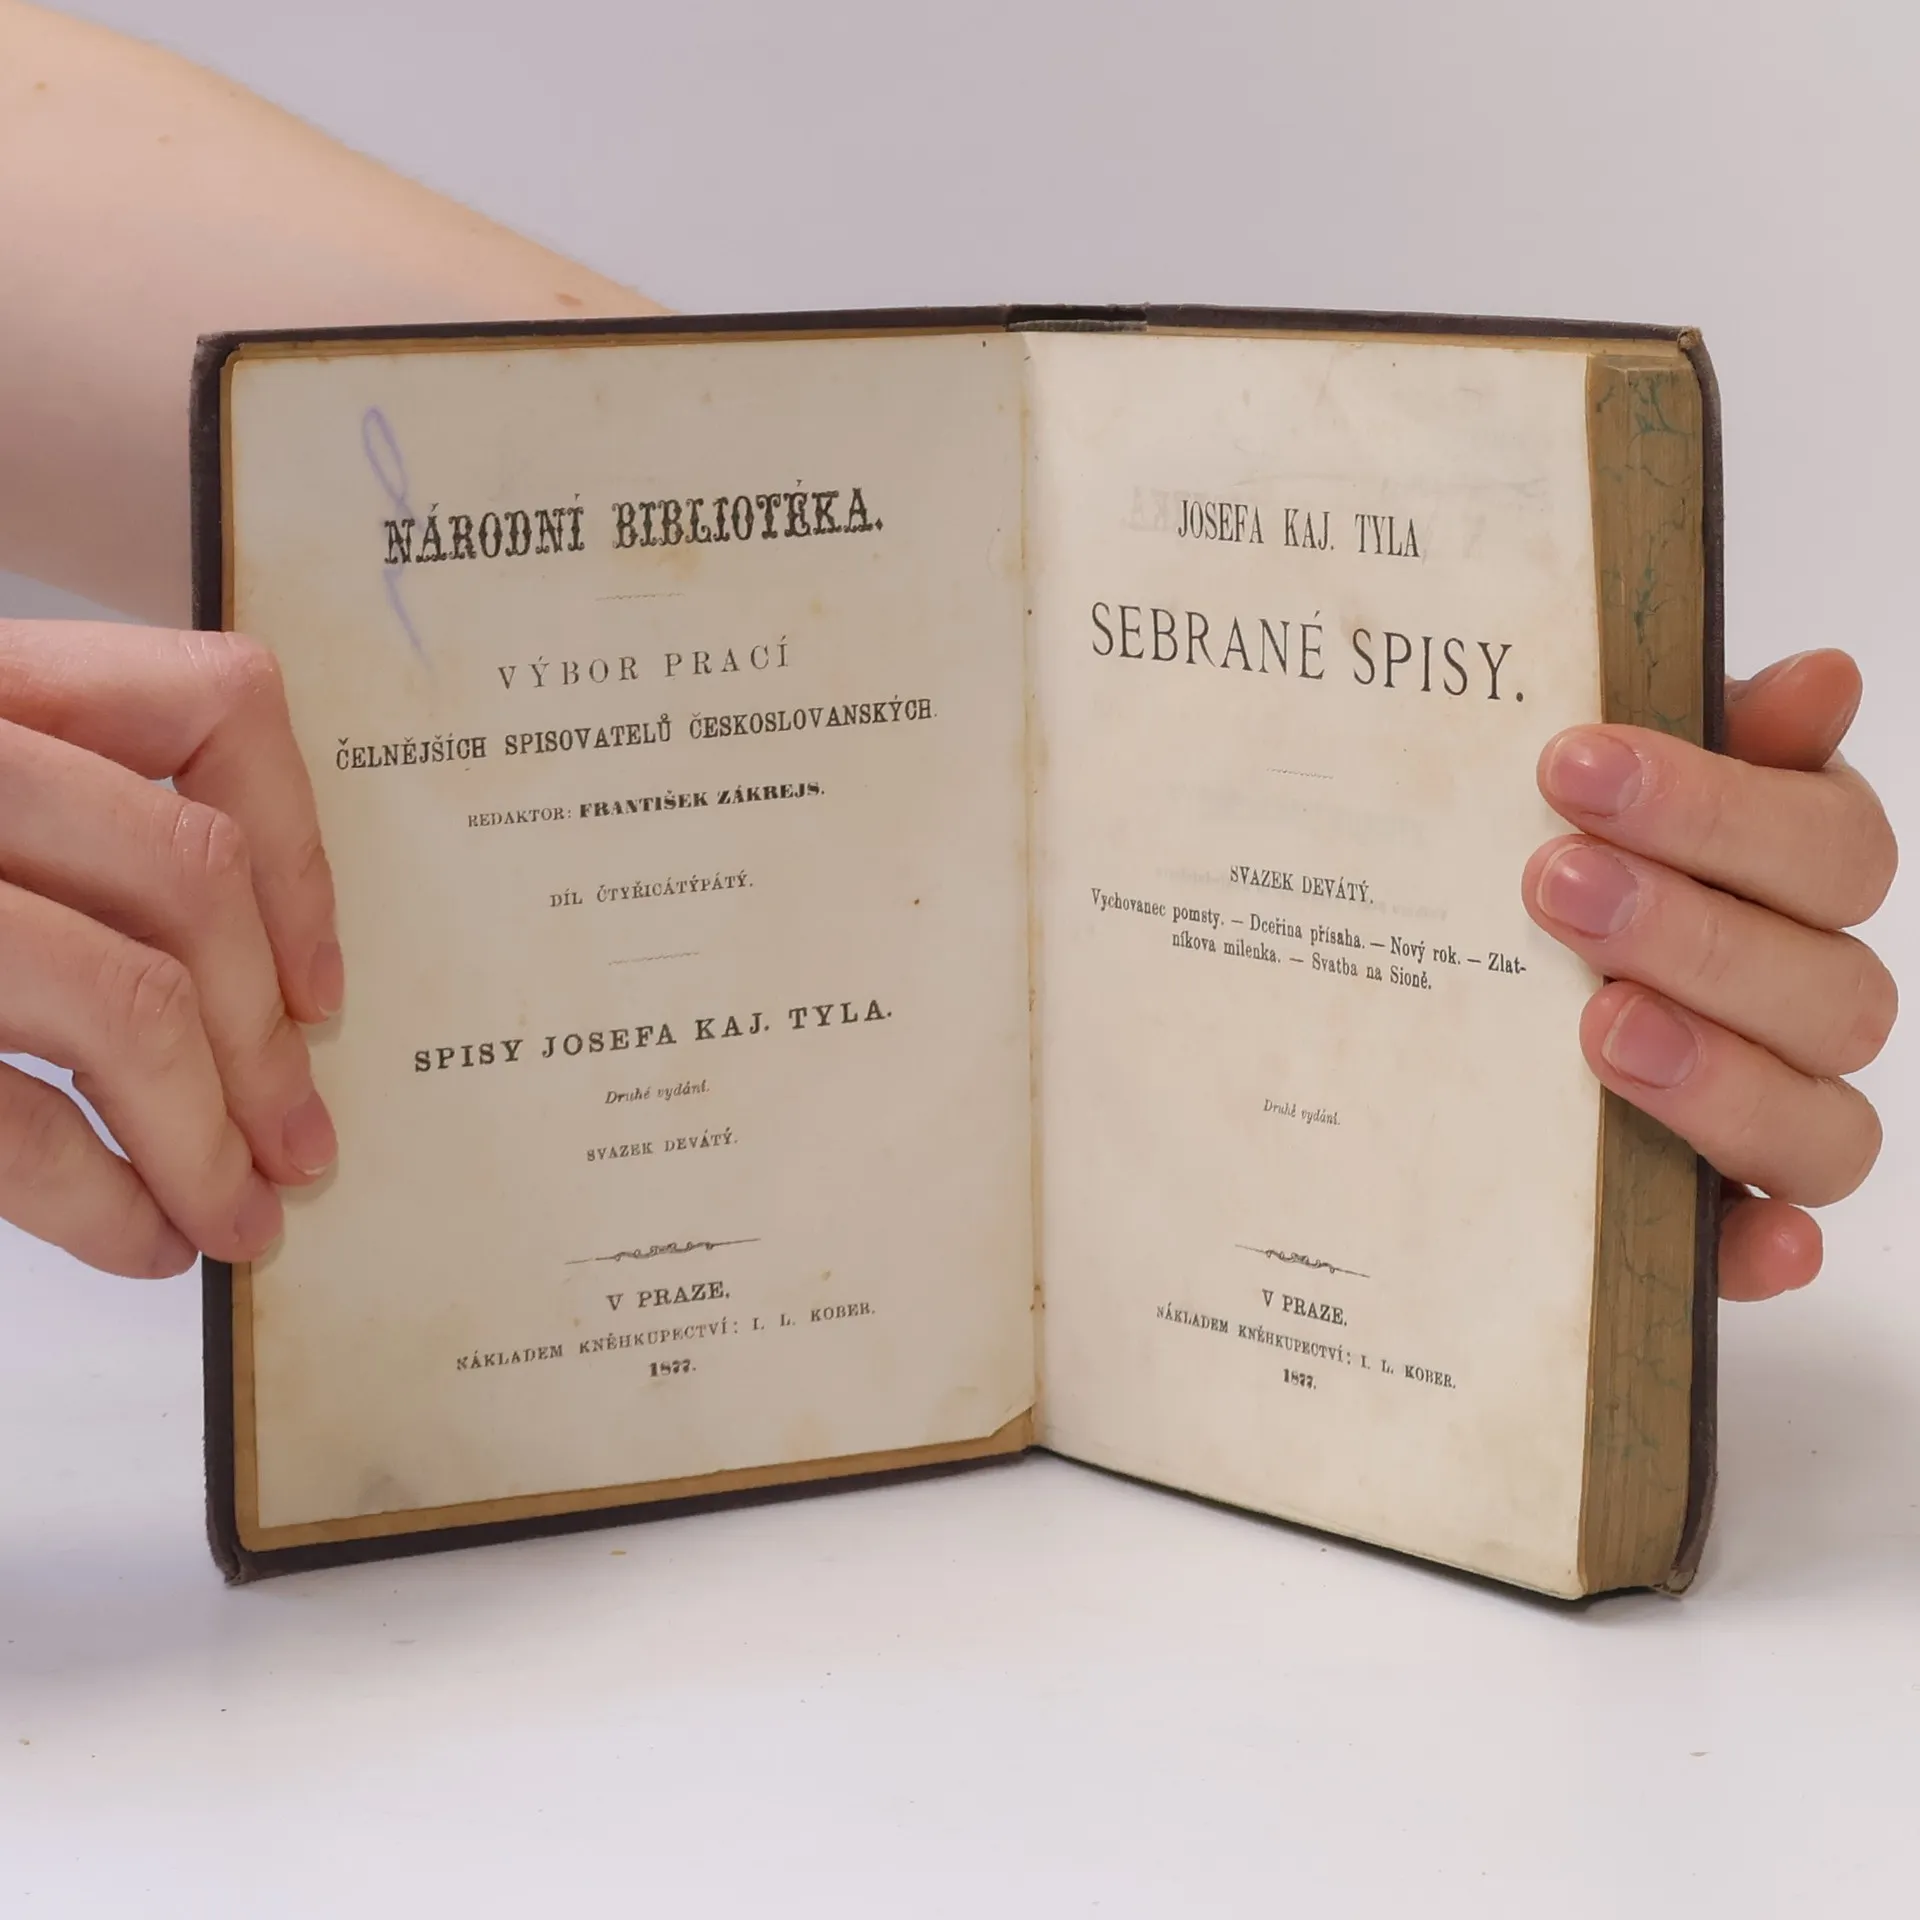 NÁRODNÍ BIBLIOTÉKA.
VÝBOR PRACÍ
ČELNĚJŠÍCH SPISOVATELŮ ČESKOSLOVANSKÝCH.
REDAKTOR: FRANTIŠEK ZÁKREJS.
DÍL ČTYŘICÁTÝPÁTÝ.
SPISY JOSEFA KAJ. TYLA.
Druhé vydání.
SVAZEK DEVÁTÝ.
V PRAZE.
NÁKLADEM KNĚHKUPECTVÍ: I. L. KOBER.
1877.
JOSEFA KAJ. TYLA
SEBRANÉ SPISY.
SVAZEK DEVÁTÝ.
Vychovanec pomsty. — Dceřina přísaha. — Nový rok. — Zlat-
níkova milenka. — Svatba na Sioně.
Druhé vydání.
V PRAZE.
NÁKLADEM KNĚHKUPECTVÍ: I. L. KOBER.
1877.